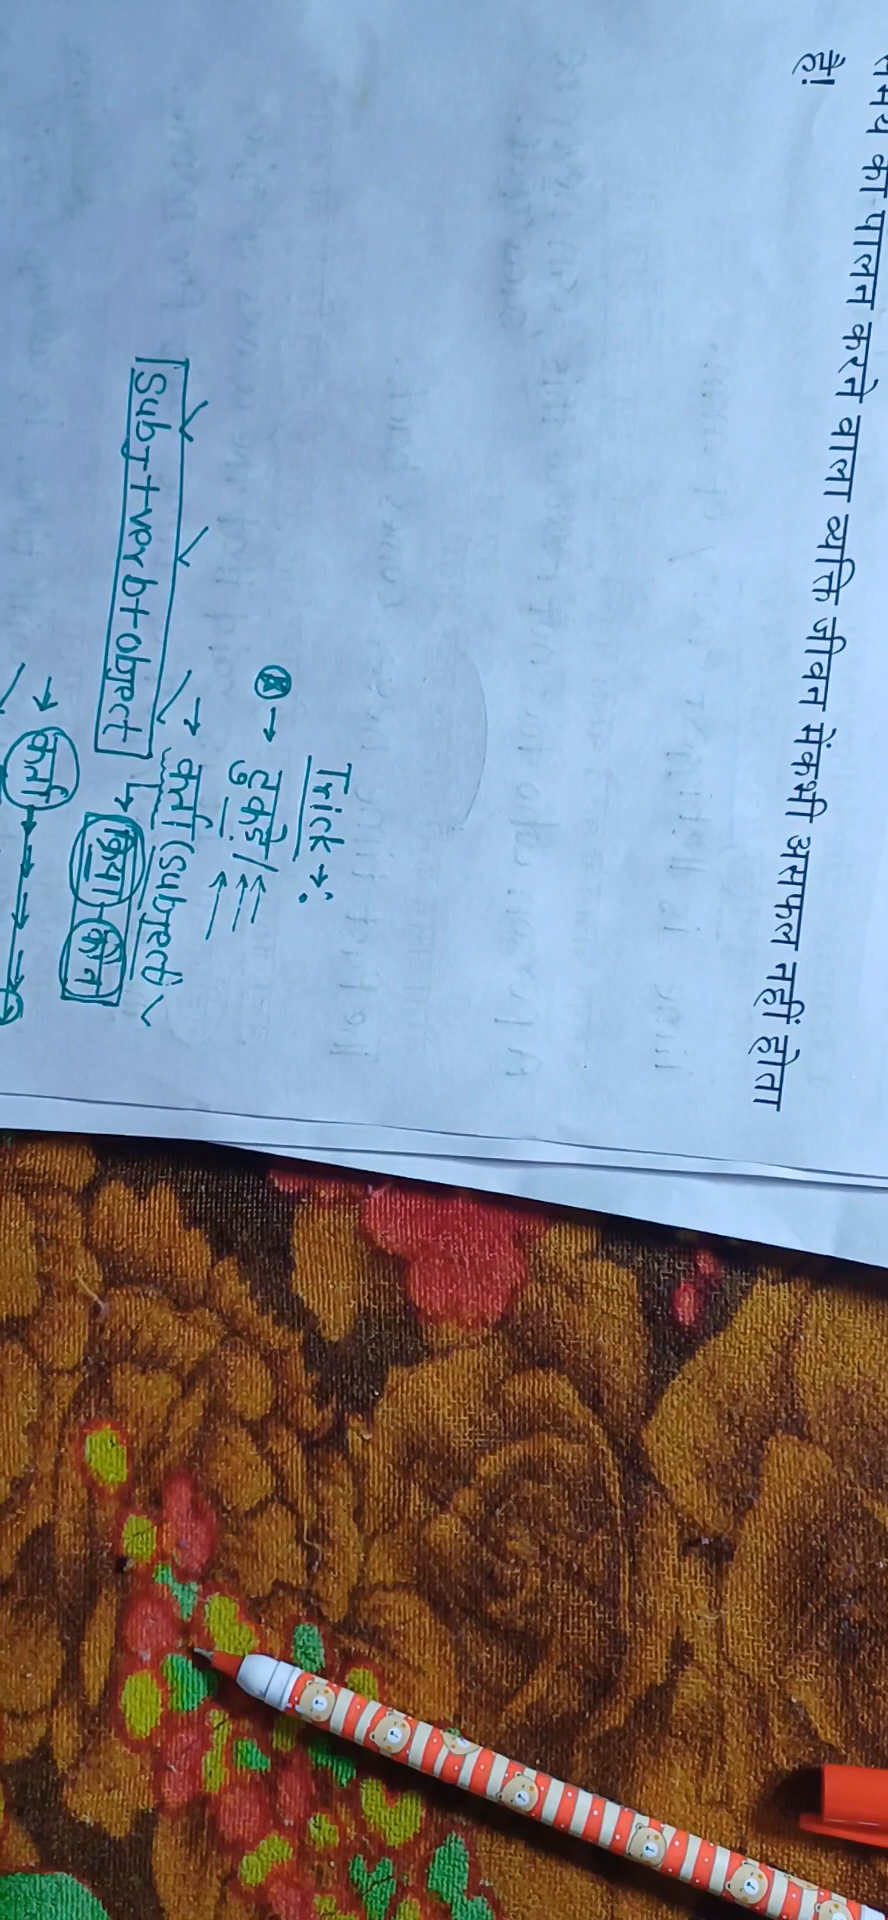 समय का पालन करने वाला व्यक्ति जीवन मेंकभी असफल नहीं होता
है।
Trick →:
→ टुकड़े/
→ कर्ता (subject)
Subj+verb+object
→ क्रिया-कौन
→ कर्ता